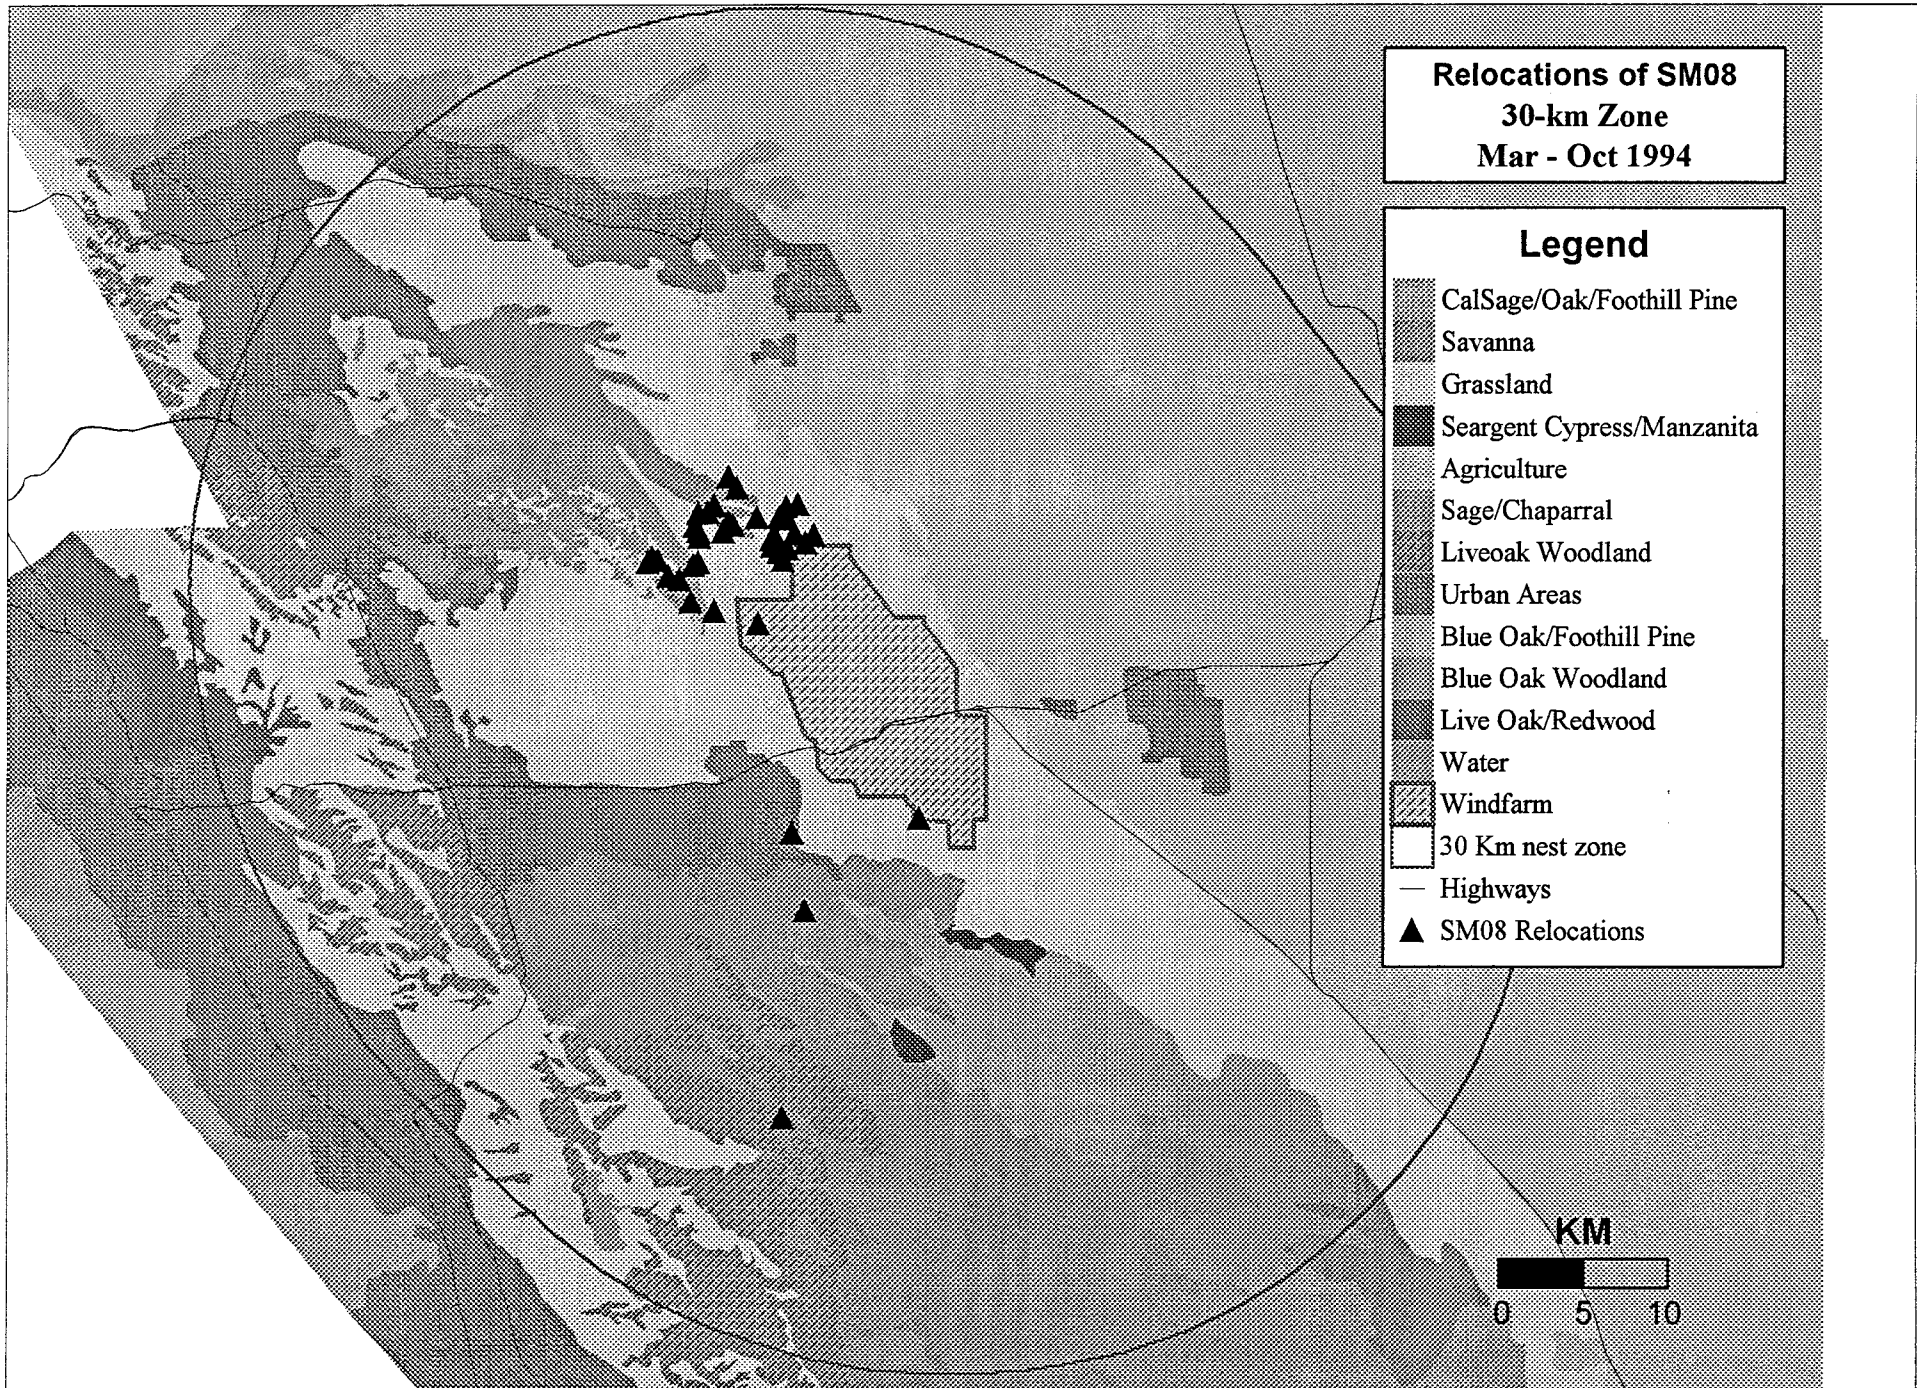 Relocations of SM08
30-km Zone
Mar - Oct 1994
Legend
CalSage/Oak/Foothill Pine
Savanna
Grassland
Seargent Cypress/Manzanita
Agriculture
Sage/Chaparral
Liveoak Woodland
Urban Areas
Blue Oak/Foothill Pine
Blue Oak Woodland
Live Oak/Redwood
Water
Windfarm
30 Km nest zone
Highways
SM08 Relocations
KM
0 5 10